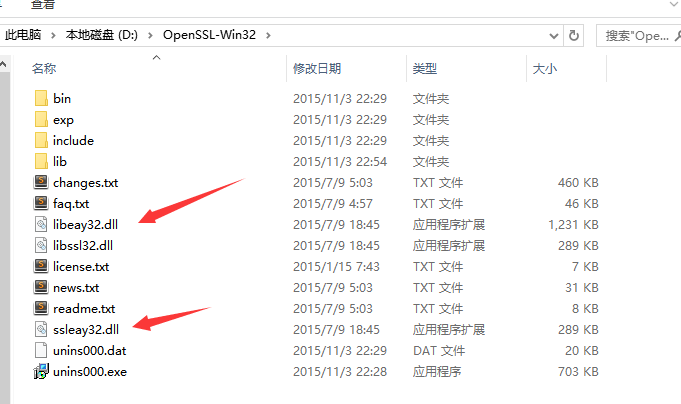 查看
此电脑 本地磁盘 (D:) OpenSSL-Win32 搜索"Ope...
名称 修改日期 类型 大小
bin 2015/11/3 22:29 文件夹
exp 2015/11/3 22:29 文件夹
include 2015/11/3 22:29 文件夹
lib 2015/11/3 22:54 文件夹
changes.txt 2015/7/9 5:03 TXT 文件 460 KB
faq.txt 2015/7/9 4:57 TXT 文件 46 KB
libeay32.dll 2015/7/9 18:45 应用程序扩展 1,231 KB
libssl32.dll 2015/7/9 18:45 应用程序扩展 289 KB
license.txt 2015/1/15 7:43 TXT 文件 7 KB
news.txt 2015/7/9 5:03 TXT 文件 31 KB
readme.txt 2015/7/9 5:03 TXT 文件 8 KB
ssleay32.dll 2015/7/9 18:45 应用程序扩展 289 KB
unins000.dat 2015/11/3 22:29 DAT 文件 20 KB
unins000.exe 2015/11/3 22:28 应用程序 703 KB